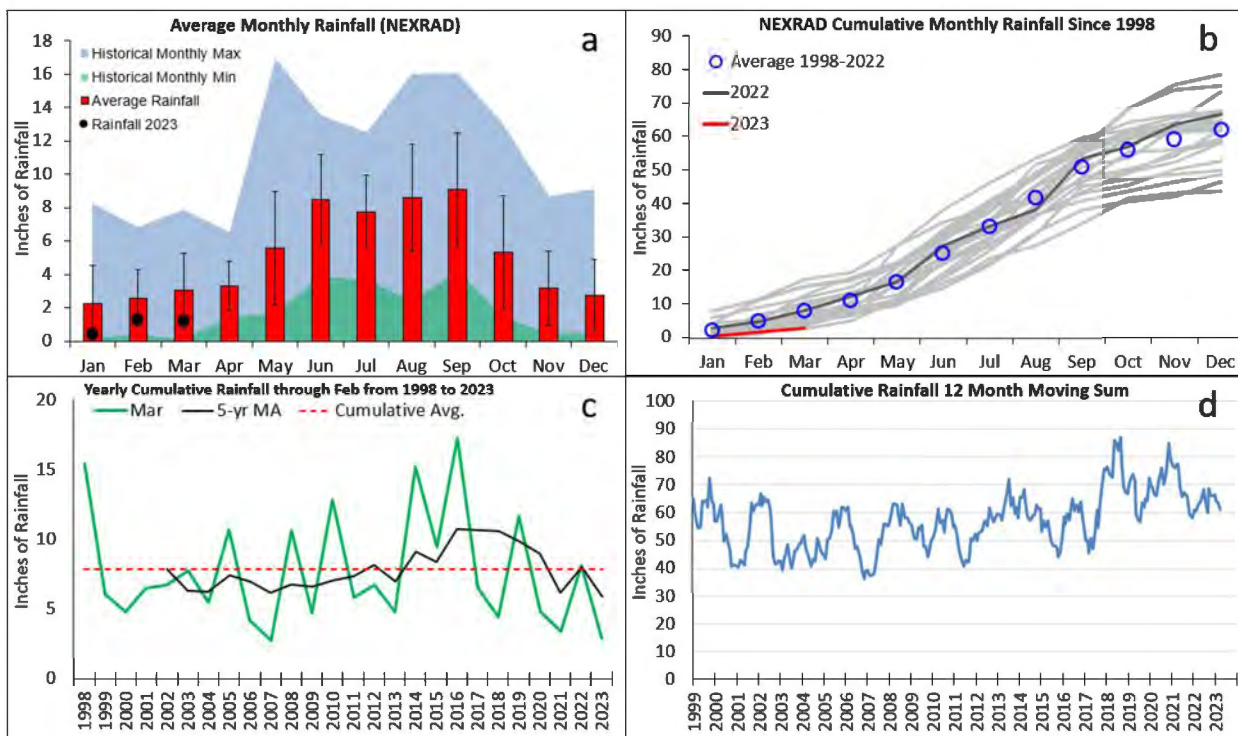 Average Monthly Rainfall (NEXRAD)
a
Inches of Rainfall
18
16
14
12
10
8
6
4
2
0
Historical Monthly Max
Historical Monthly Min
Average Rainfall
Rainfall 2023
Jan Feb Mar Apr May Jun Jul Aug Sep Oct Nov Dec
NEXRAD Cumulative Monthly Rainfall Since 1998
b
Inches of Rainfall
90
80
70
60
50
40
30
20
10
0
Average 1998-2022
2022
2023
Jan Feb Mar Apr May Jun Jul Aug Sep Oct Nov Dec
Yearly Cumulative Rainfall through Feb from 1998 to 2023
c
Mar 5-yr MA Cumulative Avg.
Inches of Rainfall
20
15
10
5
0
1998 1999 2000 2001 2002 2003 2004 2005 2006 2007 2008 2009 2010 2011 2012 2013 2014 2015 2016 2017 2018 2019 2020 2021 2022 2023
Cumulative Rainfall 12 Month Moving Sum
d
Inches of Rainfall
100
90
80
70
60
50
40
30
20
10
0
1999 2000 2001 2002 2003 2004 2005 2006 2007 2008 2009 2010 2011 2012 2013 2014 2015 2016 2017 2018 2019 2020 2021 2022 2023